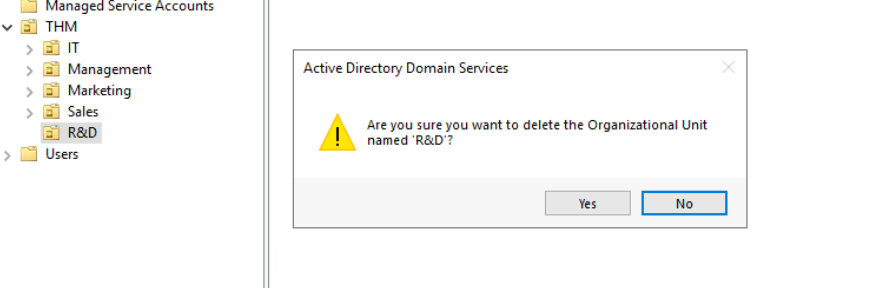 Managed Service Accounts
THM
IT
Management
Marketing
Sales
R&D
Users
Active Directory Domain Services
Are you sure you want to delete the Organizational Unit
named 'R&D'?
Yes
No